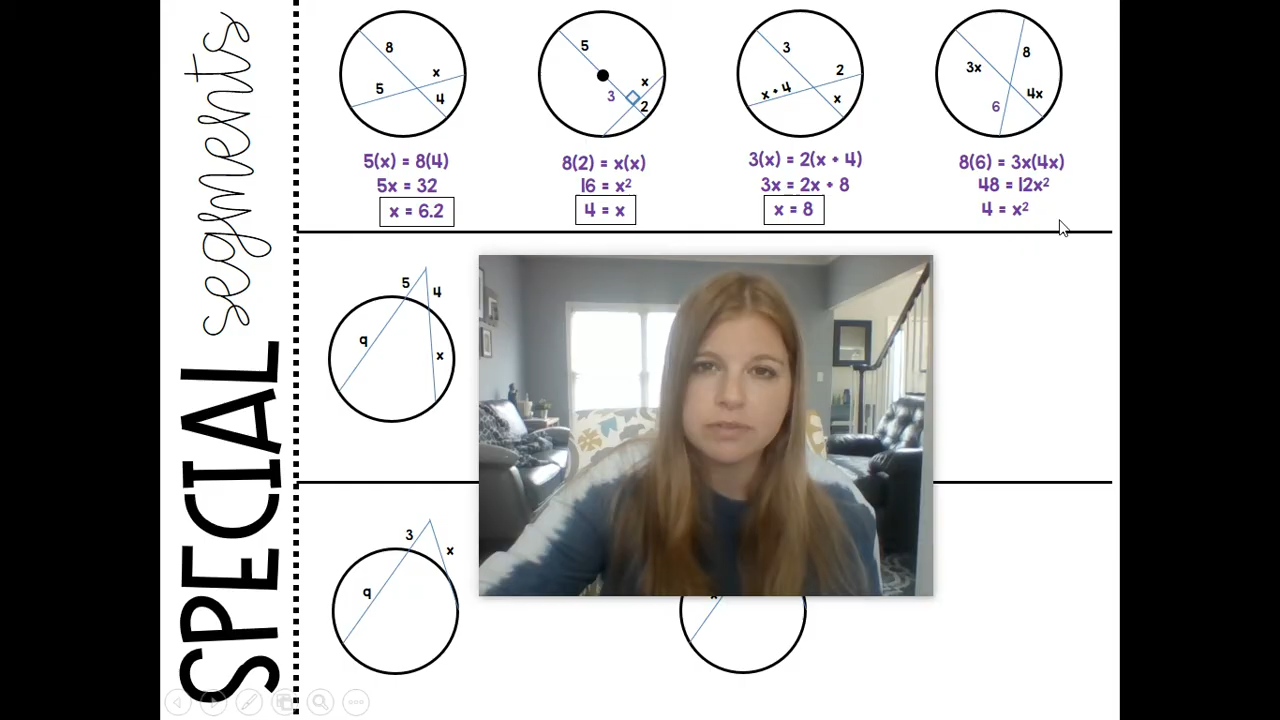 SPECIAL segments
8
x
5
4
5(x) = 8(4)
5x = 32
x = 6.2
5
x
3
2
8(2) = x(x)
16 = x²
4 = x
3
2
x + 4
x
3(x) = 2(x + 4)
3x = 2x + 8
x = 8
8
3x
4x
6
8(6) = 3x(4x)
48 = 12x²
4 = x²
5
4
9
x
3
x
9